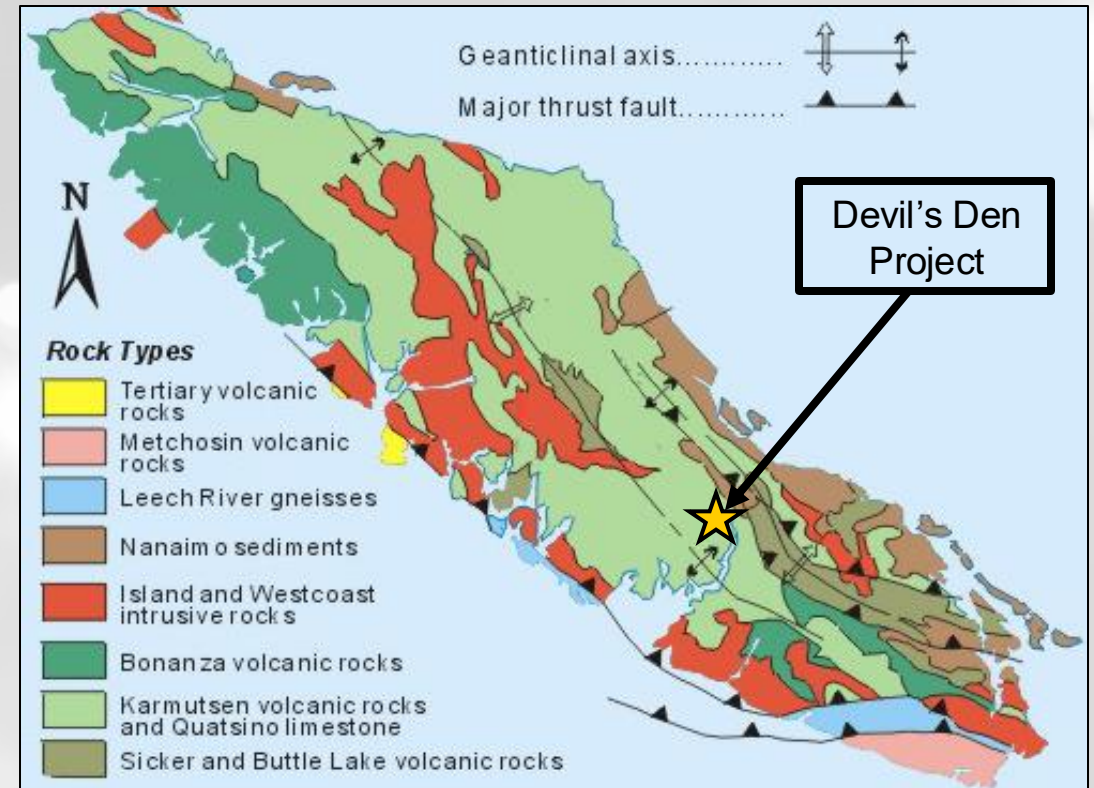 Geanticlinal axis...........
Major thrust fault...........
Devil's Den
Project
N
Rock Types
Tertiary volcanic
rocks
Metchosin volcanic
rocks
Leech River gneisses
Nanaimo sediments
Island and Westcoast
intrusive rocks
Bonanza volcanic rocks
Karmutsen volcanic rocks
and Quatsino limestone
Sicker and Buttle Lake volcanic rocks